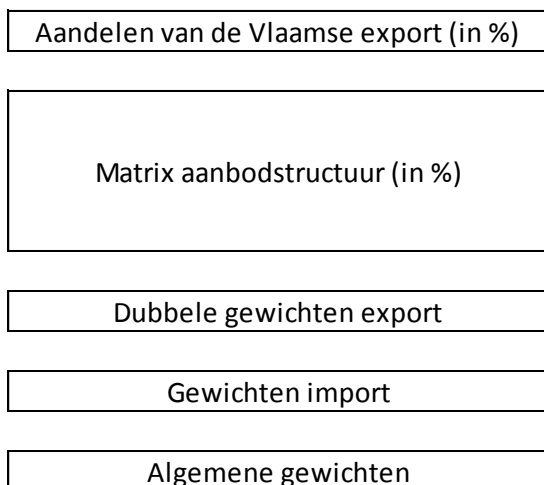 Aandelen van de Vlaamse export (in %)
Matrix aanbodstructuur (in %)
Dubbele gewichten export
Gewichten import
Algemene gewichten